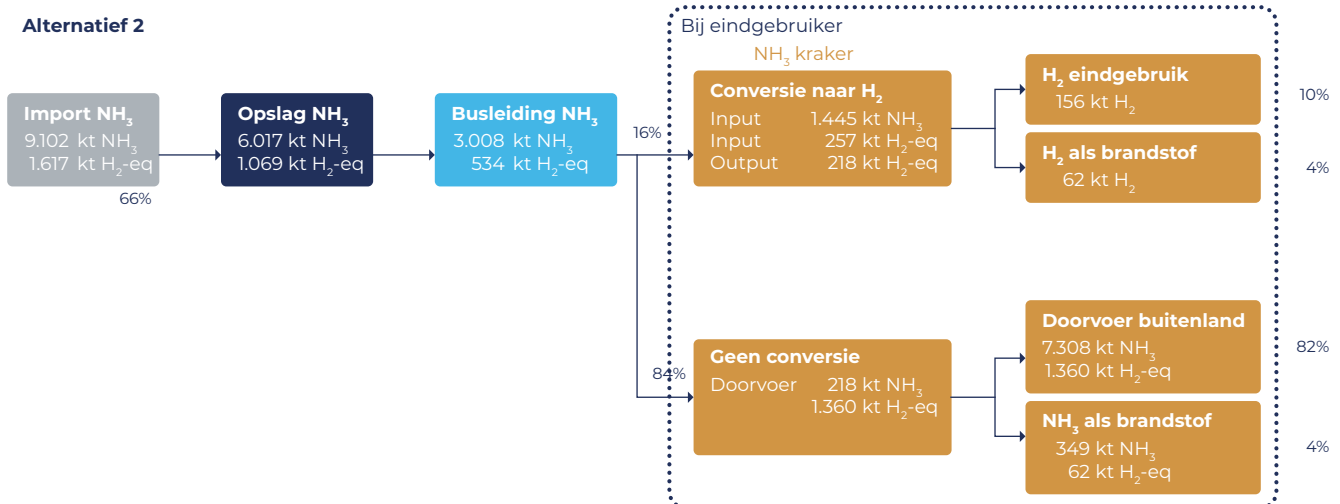 Alternatief 2
Bij eindgebruiker
NH₃ kraker
Import NH₃
9.102 kt NH₃
1.617 kt H₂-eq
66%
Opslag NH₃
6.017 kt NH₃
1.069 kt H₂-eq
Busleiding NH₃
3.008 kt NH₃
534 kt H₂-eq
16%
84%
Conversie naar H₂
Input 1.445 kt NH₃
Input 257 kt H₂-eq
Output 218 kt H₂-eq
H₂ eindgebruik
156 kt H₂
10%
H₂ als brandstof
62 kt H₂
4%
Geen conversie
Doorvoer 218 kt NH₃
1.360 kt H₂-eq
Doorvoer buitenland
7.308 kt NH₃
1.360 kt H₂-eq
82%
NH₃ als brandstof
349 kt NH₃
62 kt H₂-eq
4%